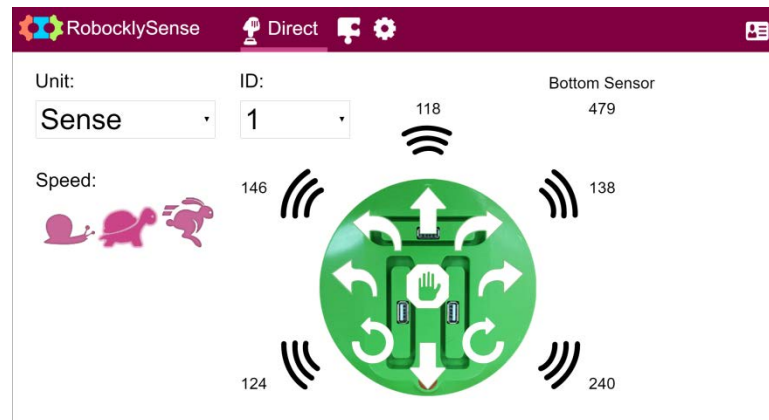 RobocklySense Direct
Unit:
ID:
Bottom Sensor
Sense
1
118
479
Speed:
146
138
124
240